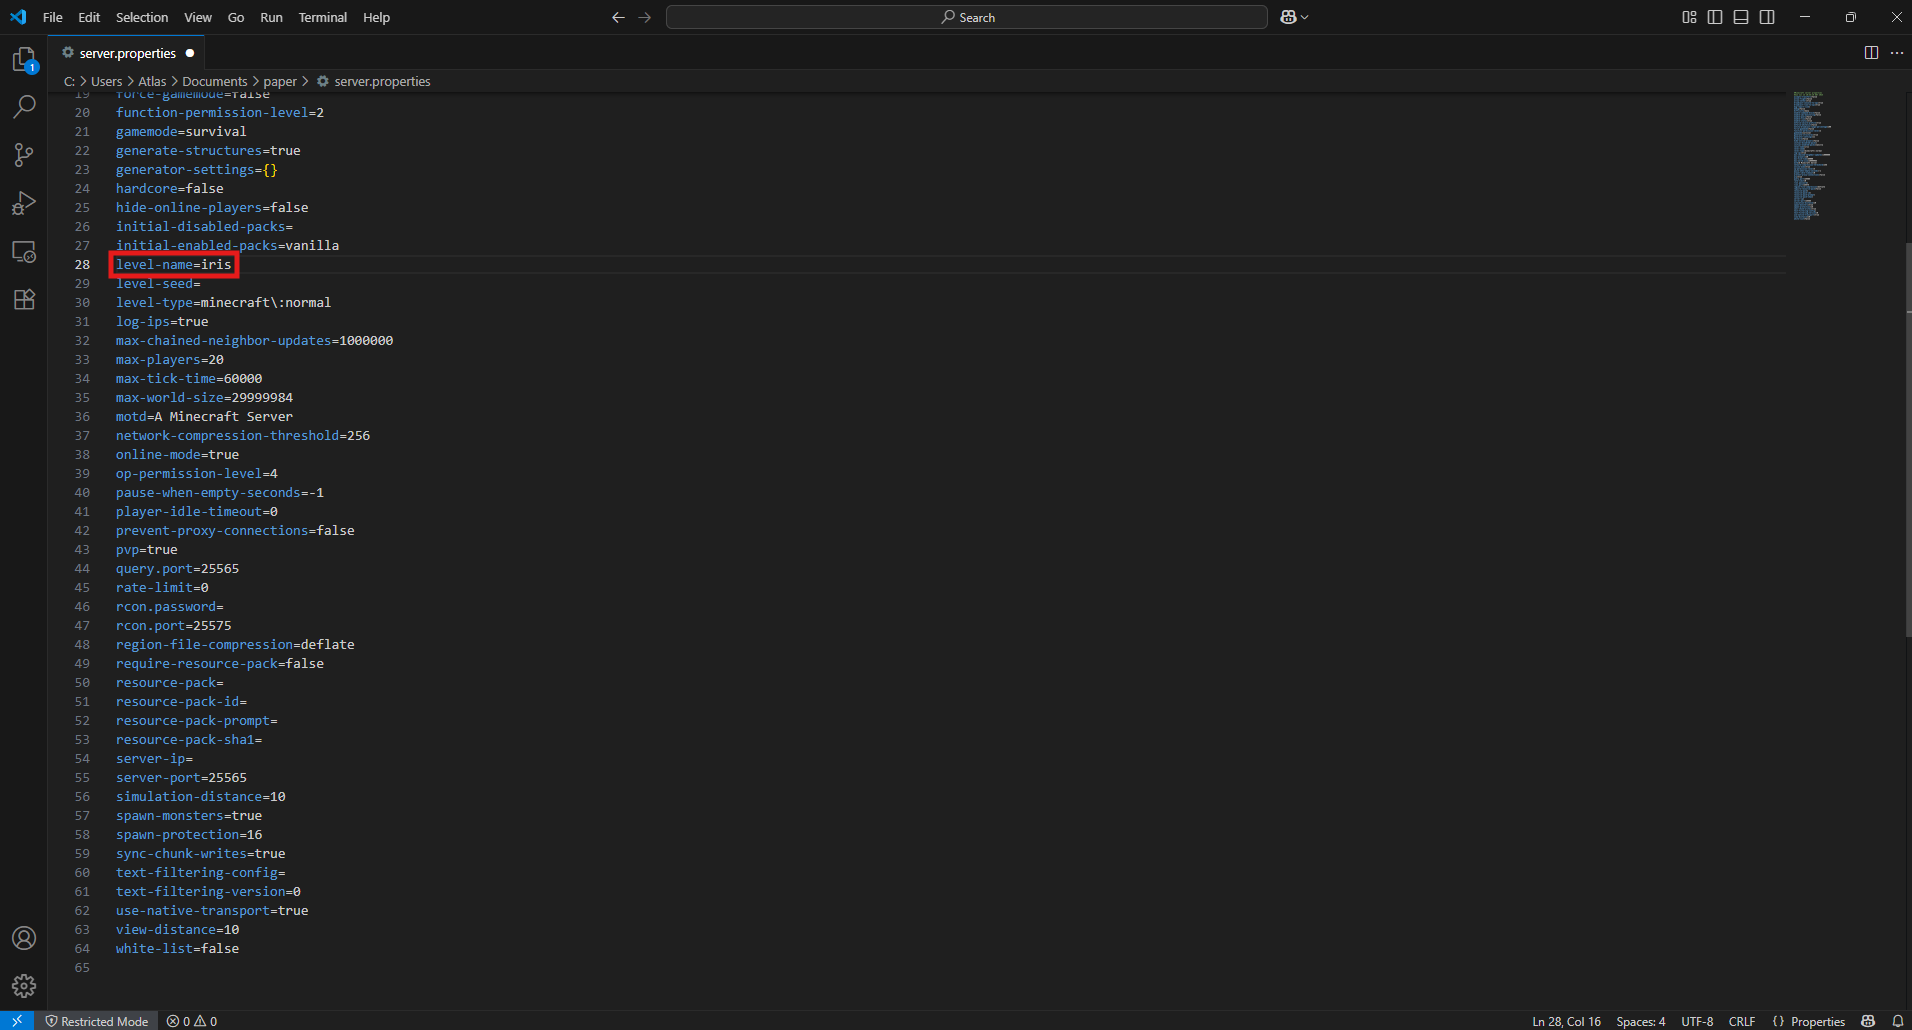 File Edit Selection View Go Run Terminal Help
Search
server.properties
C: > Users > Atlas > Documents > paper > server.properties
19 force-gamemode=false
20 function-permission-level=2
21 gamemode=survival
22 generate-structures=true
23 generator-settings={}
24 hardcore=false
25 hide-online-players=false
26 initial-disabled-packs=
27 initial-enabled-packs=vanilla
28 level-name=iris
29 level-seed=
30 level-type=minecraft\:normal
31 log-ips=true
32 max-chained-neighbor-updates=1000000
33 max-players=20
34 max-tick-time=60000
35 max-world-size=29999984
36 motd=A Minecraft Server
37 network-compression-threshold=256
38 online-mode=true
39 op-permission-level=4
40 pause-when-empty-seconds=-1
41 player-idle-timeout=0
42 prevent-proxy-connections=false
43 pvp=true
44 query.port=25565
45 rate-limit=0
46 rcon.password=
47 rcon.port=25575
48 region-file-compression=deflate
49 require-resource-pack=false
50 resource-pack=
51 resource-pack-id=
52 resource-pack-prompt=
53 resource-pack-sha1=
54 server-ip=
55 server-port=25565
56 simulation-distance=10
57 spawn-monsters=true
58 spawn-protection=16
59 sync-chunk-writes=true
60 text-filtering-config=
61 text-filtering-version=0
62 use-native-transport=true
63 view-distance=10
64 white-list=false
65
1
Restricted Mode 0 0 Ln 28, Col 16 Spaces: 4 UTF-8 CRLF {} Properties